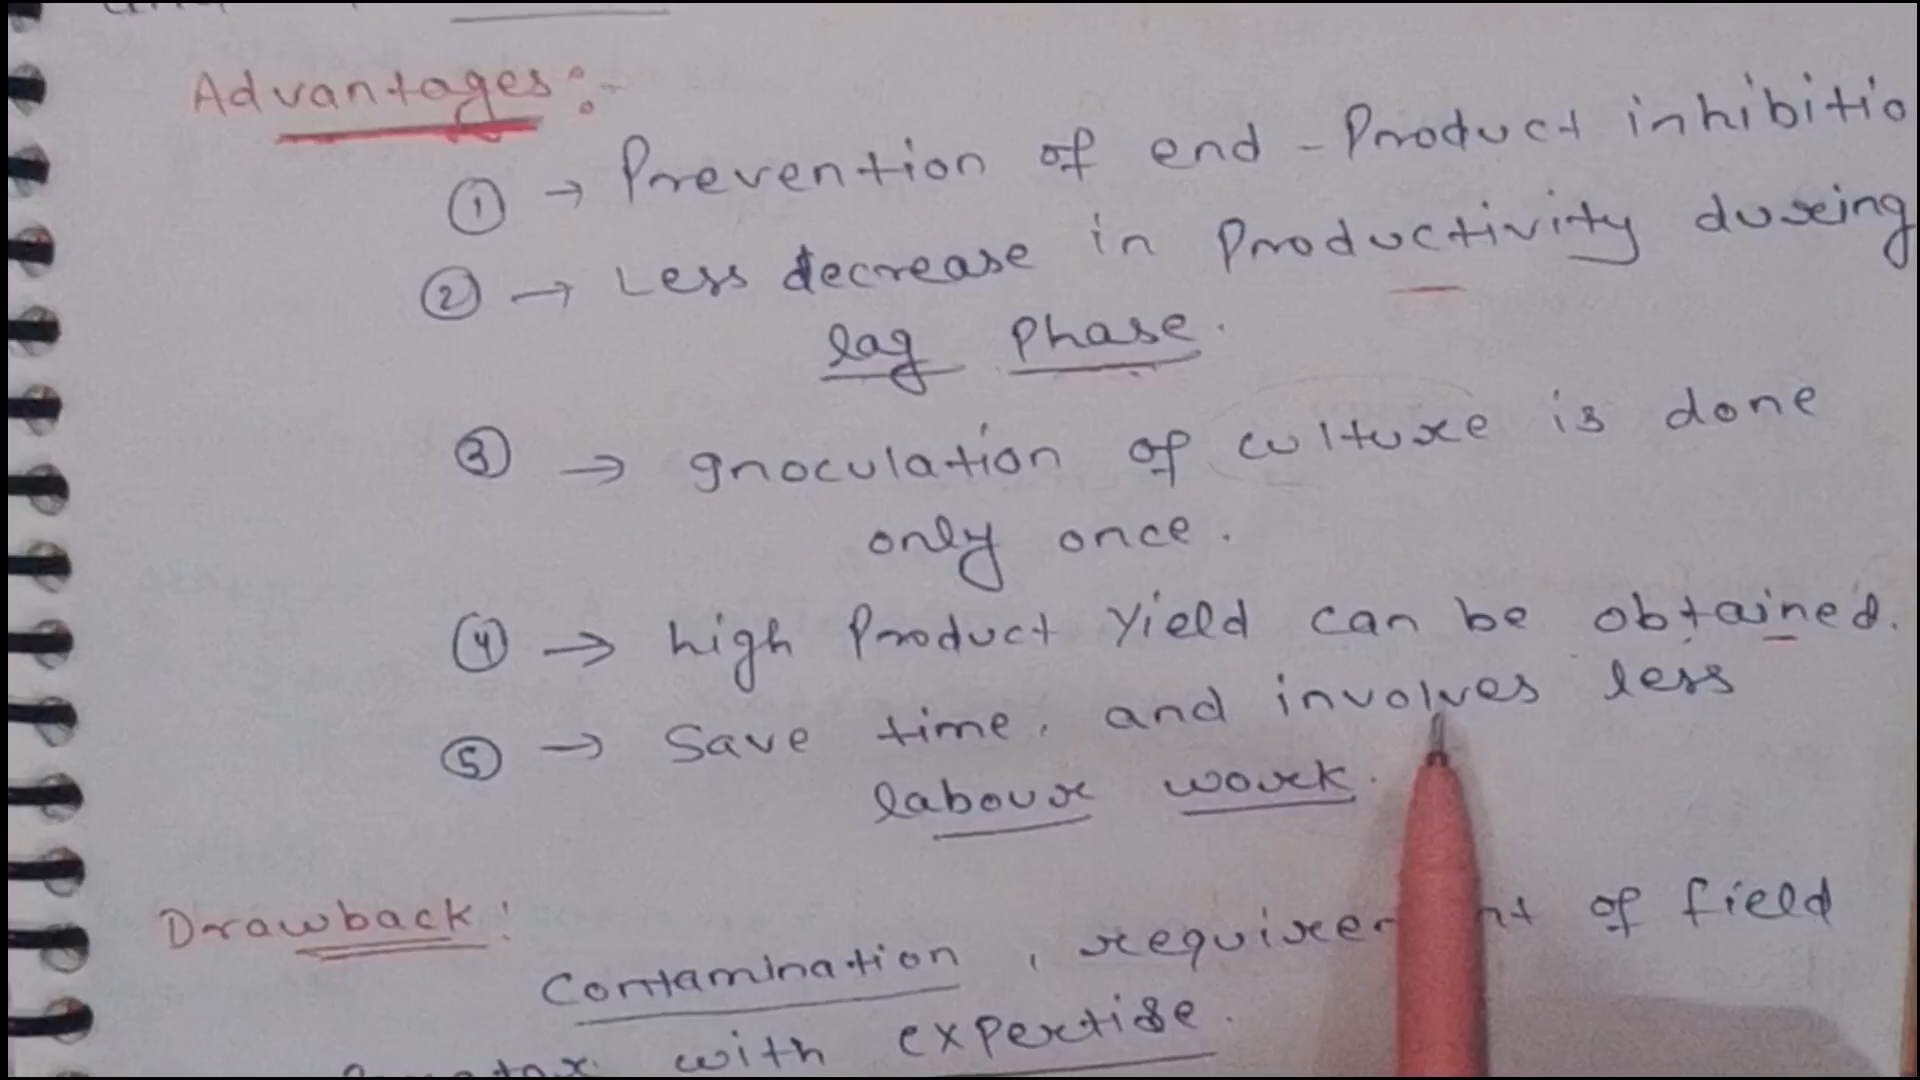 Advantages:-
① → Prevention of end - Product inhibitio
② → Less decrease in Productivity during
lag Phase.
③ → Inoculation of culture is done
only once.
④ → high Product Yield can be obtained.
⑤ → Save time, and involves less
labour work.
Drawback:
Contamination, of field
with expertise.